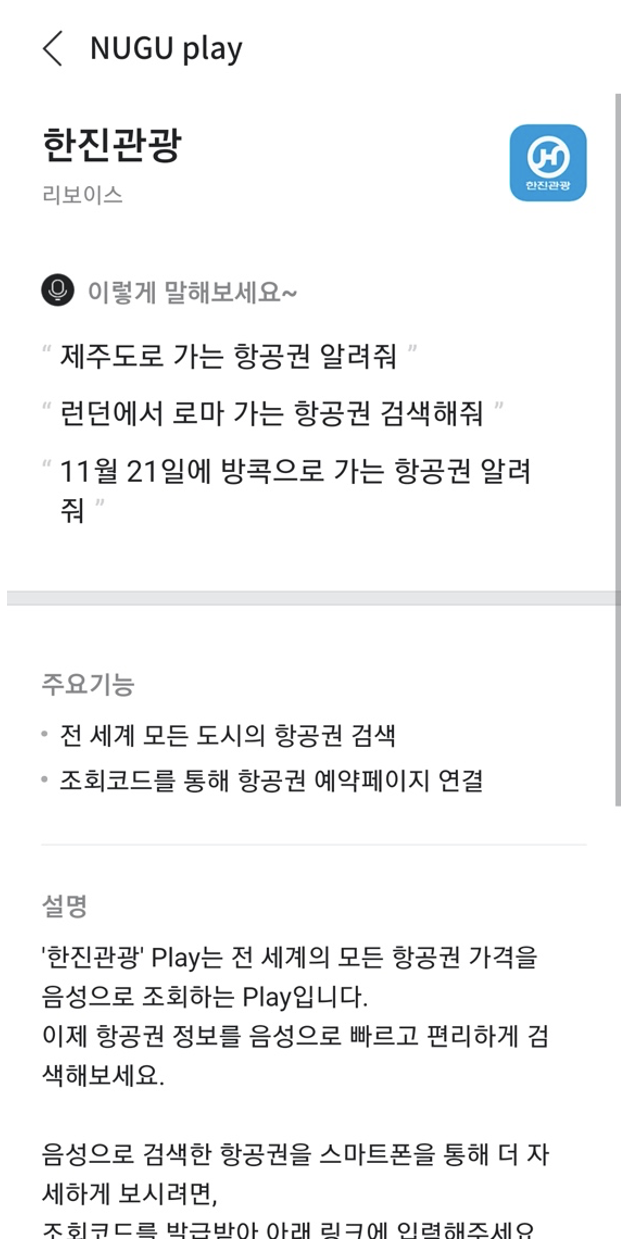 NUGU play
한진관광
리보이스
한진관광
이렇게 말해보세요~
“ 제주도로 가는 항공권 알려줘 ”
“ 런던에서 로마 가는 항공권 검색해줘 ”
“ 11월 21일에 방콕으로 가는 항공권 알려
줘 ”
주요기능
• 전 세계 모든 도시의 항공권 검색
• 조회코드를 통해 항공권 예약페이지 연결
설명
'한진관광' Play는 전 세계의 모든 항공권 가격을
음성으로 조회하는 Play입니다.
이제 항공권 정보를 음성으로 빠르고 편리하게 검
색해보세요.
음성으로 검색한 항공권을 스마트폰을 통해 더 자
세하게 보시려면,
조회코드를 발급받아 아래 링크에 입력해주세요